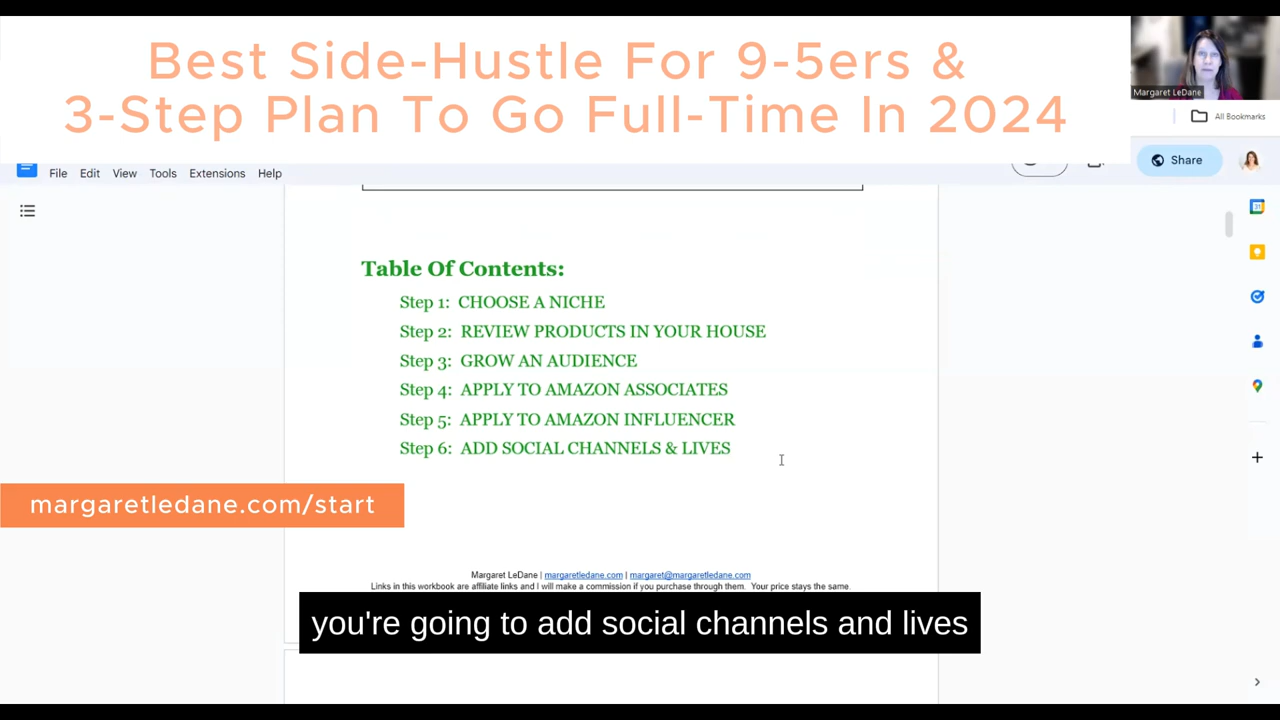 Best Side-Hustle For 9-5ers &
3-Step Plan To Go Full-Time In 2024
Margaret LeDane
All Bookmarks
File Edit View Tools Extensions Help
Share
Table Of Contents:
Step 1: CHOOSE A NICHE
Step 2: REVIEW PRODUCTS IN YOUR HOUSE
Step 3: GROW AN AUDIENCE
Step 4: APPLY TO AMAZON ASSOCIATES
Step 5: APPLY TO AMAZON INFLUENCER
Step 6: ADD SOCIAL CHANNELS & LIVES
margaretledane.com/start
Margaret LeDane | margaretledane.com | margaret@margaretledane.com
Links in this workbook are affiliate links and I will make a commission if you purchase through them. Your price stays the same.
you're going to add social channels and lives